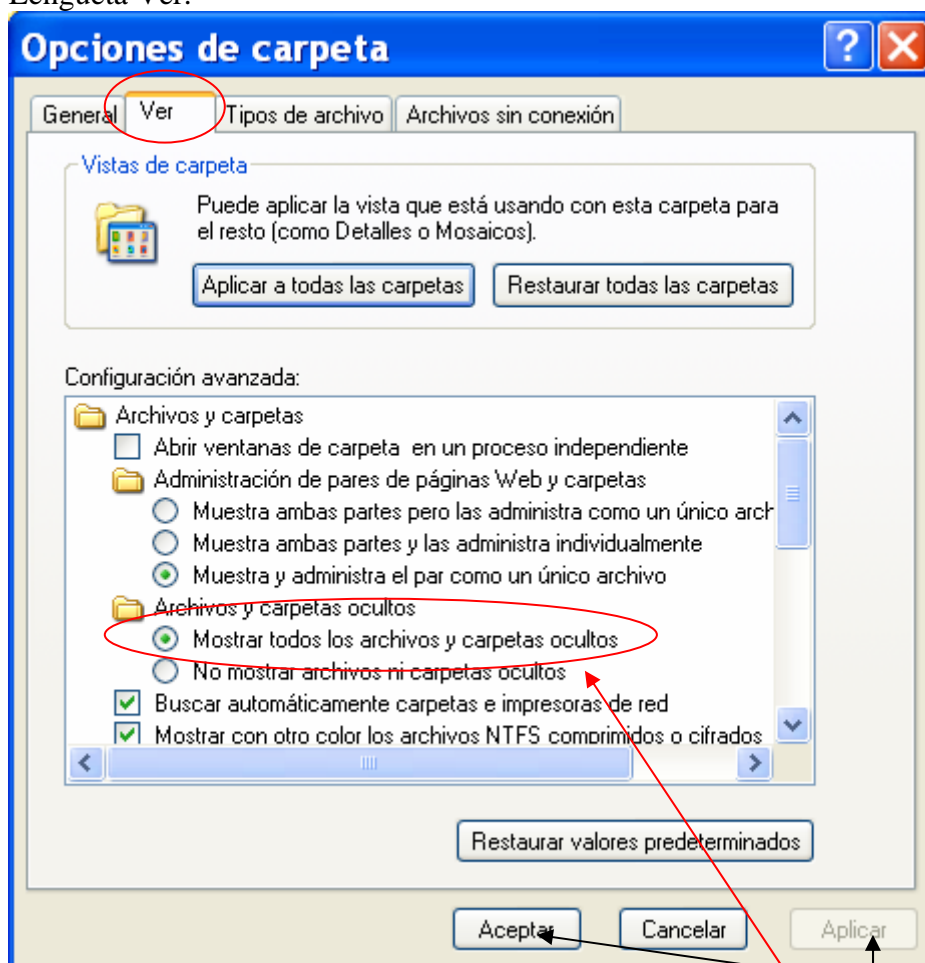 Lengüeta Ver:
Opciones de carpeta
General Ver Tipos de archivo Archivos sin conexión
Vistas de carpeta
Puede aplicar la vista que está usando con esta carpeta para
el resto (como Detalles o Mosaicos).
Aplicar a todas las carpetas Restaurar todas las carpetas
Configuración avanzada:
Archivos y carpetas
Abrir ventanas de carpeta en un proceso independiente
Administración de pares de páginas Web y carpetas
Muestra ambas partes pero las administra como un único arch
Muestra ambas partes y las administra individualmente
Muestra y administra el par como un único archivo
Archivos y carpetas ocultos
Mostrar todos los archivos y carpetas ocultos
No mostrar archivos ni carpetas ocultos
Buscar automáticamente carpetas e impresoras de red
Mostrar con otro color los archivos NTFS comprimidos o cifrados
Restaurar valores predeterminados
Aceptar Cancelar Aplicar